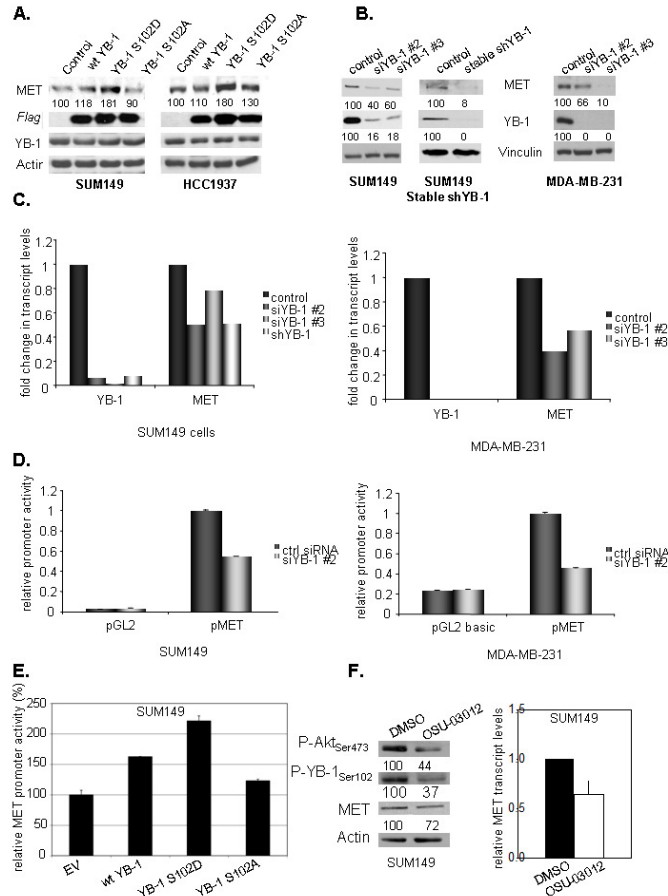 A.
Control
wt YB-1
YB-1 S102D
YB-1 S102A
Control
wt YB-1
YB-1 S102D
YB-1 S102A
MET
100 118 181 90
100 110 180 130
Flag
YB-1
Actin
SUM149
HCC1937
B.
control
siYB-1 #2
siYB-1 #3
control
stable shYB-1
control
siYB-1 #2
siYB-1 #3
MET
100 40 60
100 8
100 66 10
YB-1
100 16 18
100 0
100 0 0
Vinculin
SUM149
SUM149
Stable shYB-1
MDA-MB-231
C.
fold change in transcript levels
1.2
1
0.8
0.6
0.4
0.2
0
YB-1
MET
control
siYB-1 #2
siYB-1 #3
shYB-1
SUM149 cells
fold change in transcript levels
1.2
1
0.8
0.6
0.4
0.2
0
YB-1
MET
control
siYB-1 #2
siYB-1 #3
MDA-MB-231
D.
relative promoter activity
1.2
1
0.8
0.6
0.4
0.2
0
pGL2
pMET
ctrl siRNA
siYB-1 #2
SUM149
relative promoter activity
1.2
1
0.8
0.6
0.4
0.2
0
pGL2 basic
pMET
ctrl siRNA
siYB-1 #2
MDA-MB-231
E.
relative MET promoter activity (%)
SUM149
250
200
150
100
50
0
EV
wt YB-1
YB-1 S102D
YB-1 S102A
F.
DMSO
OSU-03012
P-Akt Ser473
100 44
P-YB-1 Ser102
100 37
MET
100 72
Actin
SUM149
relative MET transcript levels
SUM149
1.5
1.0
0.5
0.0
DMSO
OSU-03012